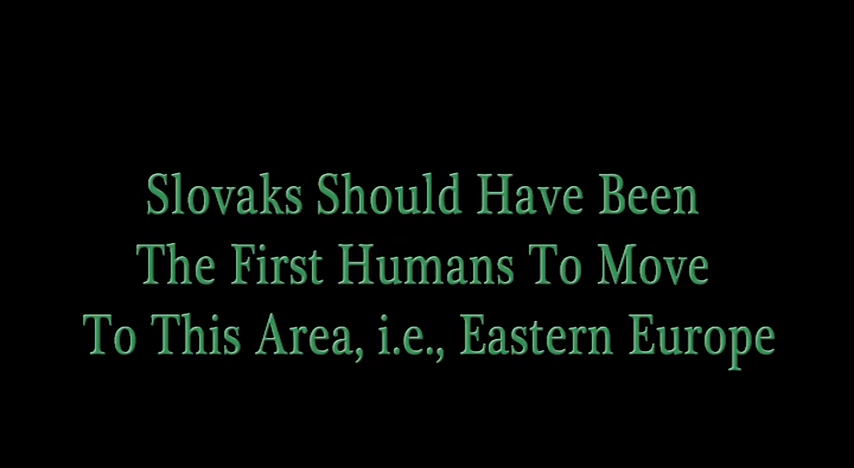 Slovaks Should Have Been
The First Humans To Move
To This Area, i.e., Eastern Europe